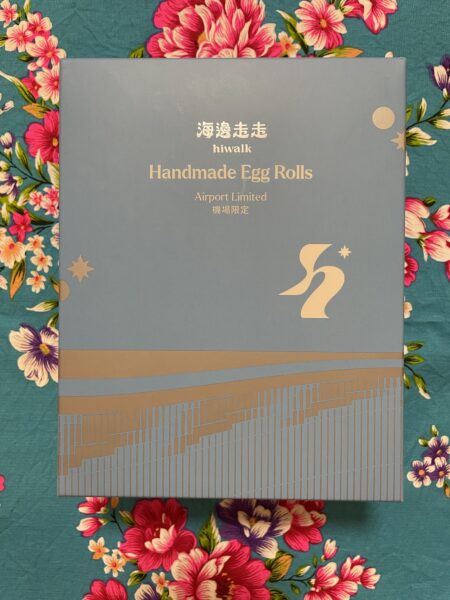 海邊走走
hiwalk
Handmade Egg Rolls
Airport Limited
機場限定